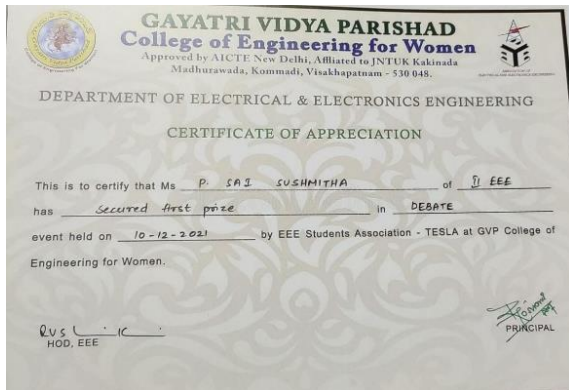 GAYATRI VIDYA PARISHAD
College of Engineering for Women
Approved by AICTE New Delhi, Affliated to JNTUK Kakinada
Madhurawada, Kommadi, Visakhapatnam - 530 048.
DEPARTMENT OF ELECTRICAL & ELECTRONICS ENGINEERING
CERTIFICATE OF APPRECIATION
This is to certify that Ms P. SAI SUSHMITHA of II EEE
has Secured first prize in DEBATE
event held on 10-12-2021 by EEE Students Association - TESLA at GVP College of
Engineering for Women.
HOD, EEE
PRINCIPAL